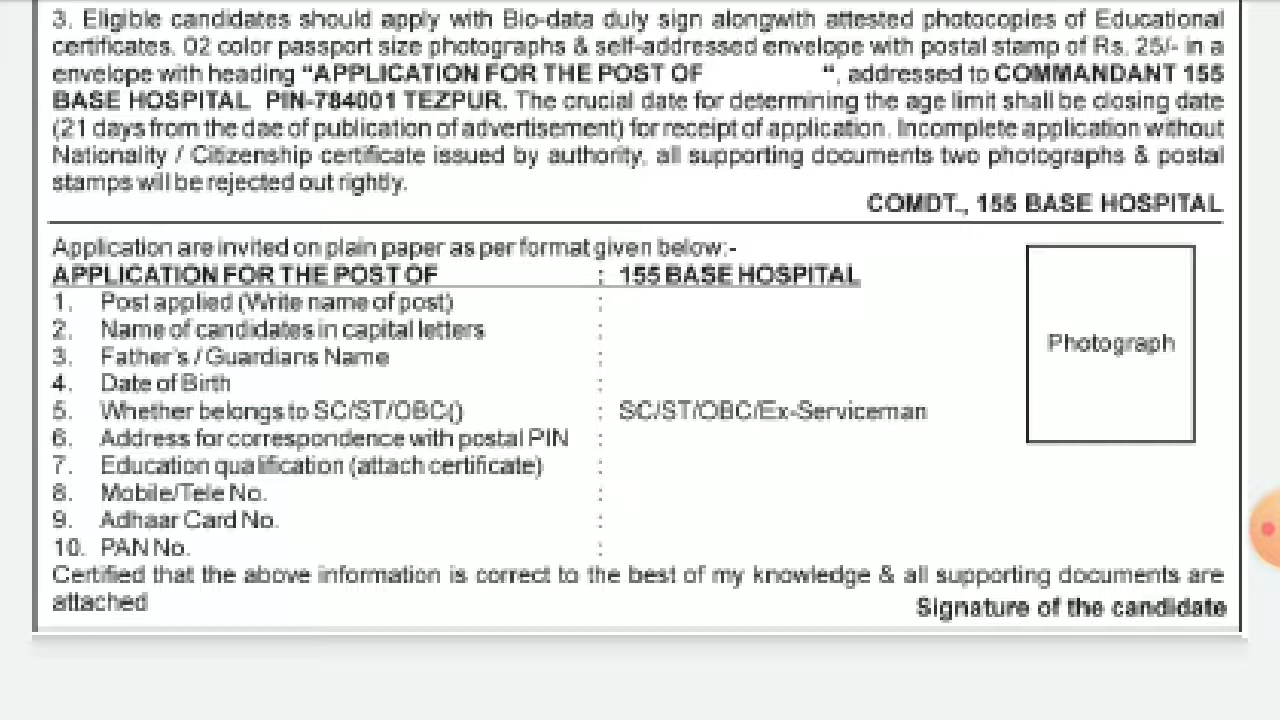 3. Eligible candidates should apply with Bio-data duly sign alongwith attested photocopies of Educational
certificates. 02 color passport size photographs & self-addressed envelope with postal stamp of Rs. 25/- in a
envelope with heading “APPLICATION FOR THE POST OF “, addressed to COMMANDANT 155
BASE HOSPITAL PIN-784001 TEZPUR. The crucial date for determining the age limit shall be closing date
(21 days from the dae of publication of advertisement) for receipt of application. Incomplete application without
Nationality / Citizenship certificate issued by authority, all supporting documents two photographs & postal
stamps will be rejected out rightly.
COMDT., 155 BASE HOSPITAL
Application are invited on plain paper as per format given below:-
APPLICATION FOR THE POST OF : 155 BASE HOSPITAL
1. Post applied (Write name of post) :
2. Name of candidates in capital letters :
3. Father's / Guardians Name :
Photograph
4. Date of Birth :
5. Whether belongs to SC/ST/OBC() : SC/ST/OBC/Ex-Serviceman
6. Address for correspondence with postal PIN :
7. Education qualification (attach certificate) :
8. Mobile/Tele No. :
9. Adhaar Card No. :
10. PAN No. :
Certified that the above information is correct to the best of my knowledge & all supporting documents are
attached
Signature of the candidate